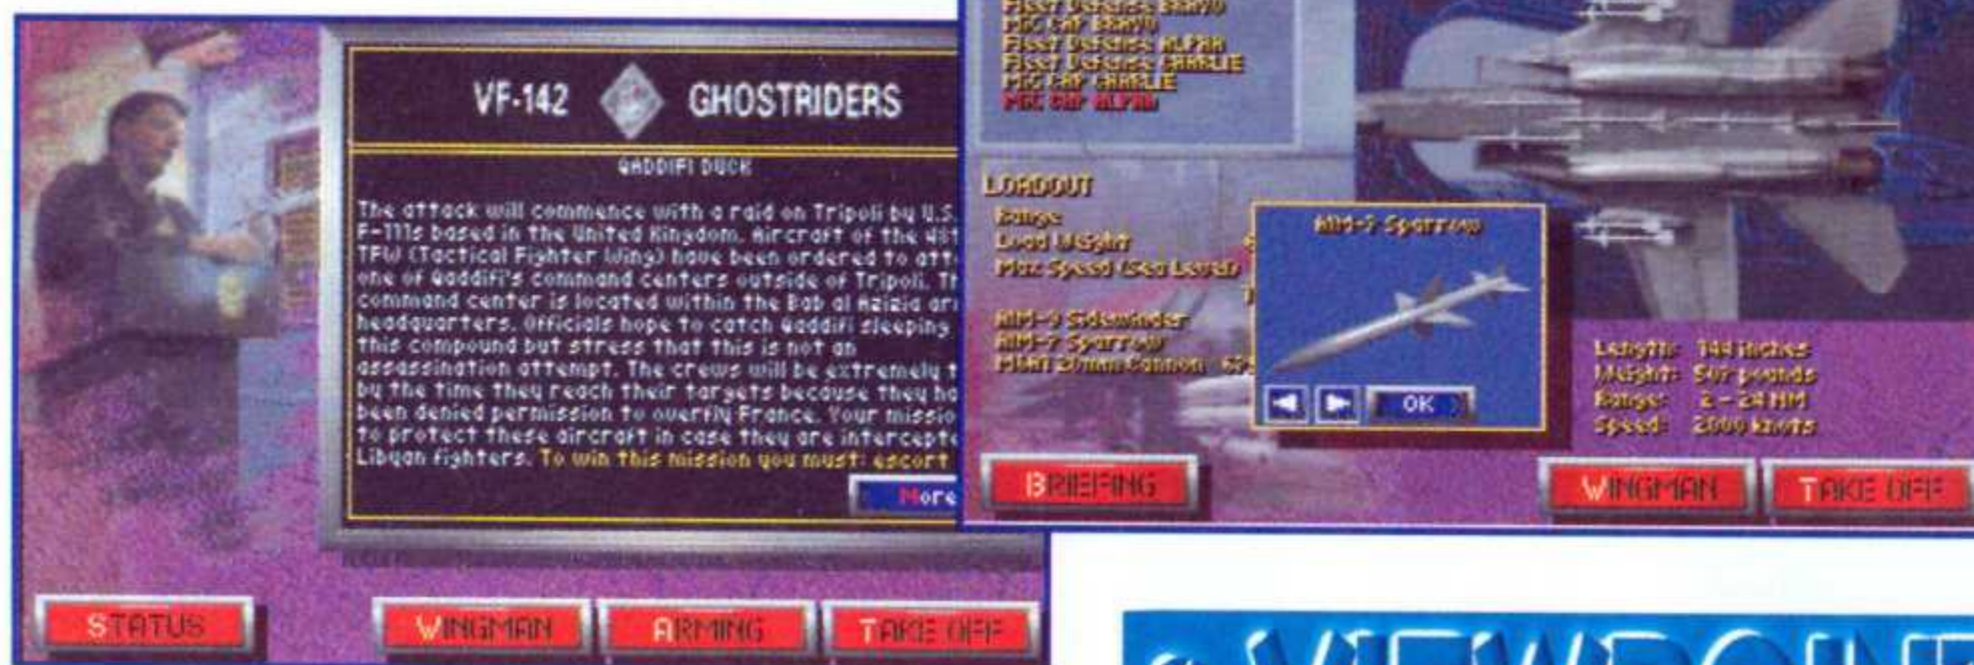 VF-142 GHOSTRIDERS
QADDIFI DUCK
The attack will commence with a raid on Tripoli by U.S.
F-111s based in the United Kingdom. Aircraft of the 48t
TFW (Tactical Fighter Wing) have been ordered to att
one of Qaddifi's command centers outside of Tripoli. Th
command center is located within the Bab al Azizia ar
headquarters. Officials hope to catch Qaddifi sleeping
this compound but stress that this is not an
assassination attempt. The crews will be extremely t
by the time they reach their targets because they ha
been denied permission to overfly France. Your missio
to protect these aircraft in case they are intercepte
Libyan fighters. To win this mission you must: escort
More
STATUS
WINGMAN
ARMING
TAKE OFF
Fleet Defense BRAVO
MiG CAP BRAVO
Fleet Defense ALPHA
Fleet Defense CHARLIE
MiG CAP CHARLIE
MiG CAP ALPHA
LOADOUT
Range
Load Weight
Max Speed (Sea Level)
AIM-9 Sidewinder
AIM-7 Sparrow
M61A1 20mm Cannon
AIM-7 Sparrow
OK
Length: 144 inches
Weight: 507 pounds
Range: 2 - 24 NM
Speed: 2000 knots
BRIEFING
WINGMAN
TAKE OFF
VIEWPOINT